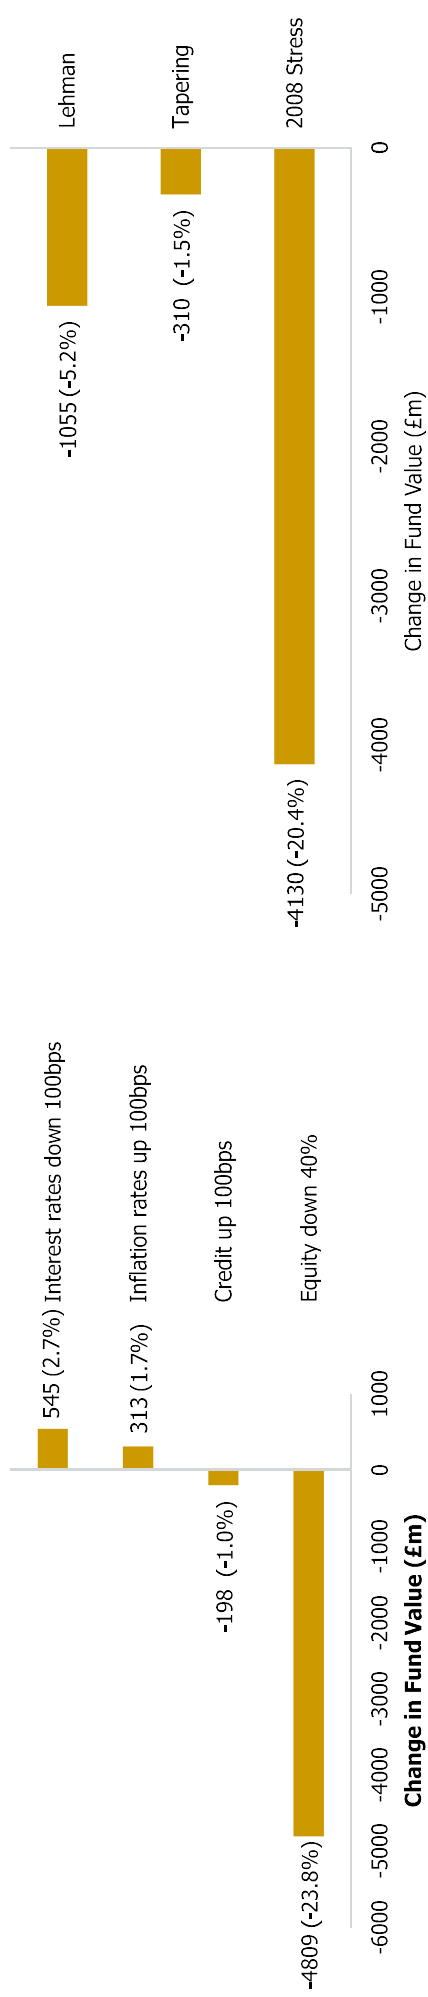 545 (2.7%) Interest rates down 100bps
313 (1.7%) Inflation rates up 100bps
-198 (-1.0%) Credit up 100bps
-4809 (-23.8%) Equity down 40%
-6000 -5000 -4000 -3000 -2000 -1000 0 1000
Change in Fund Value (£m)
-1055 (-5.2%) Lehman
-310 (-1.5%) Tapering
-4130 (-20.4%) 2008 Stress
-5000 -4000 -3000 -2000 -1000 0
Change in Fund Value (£m)